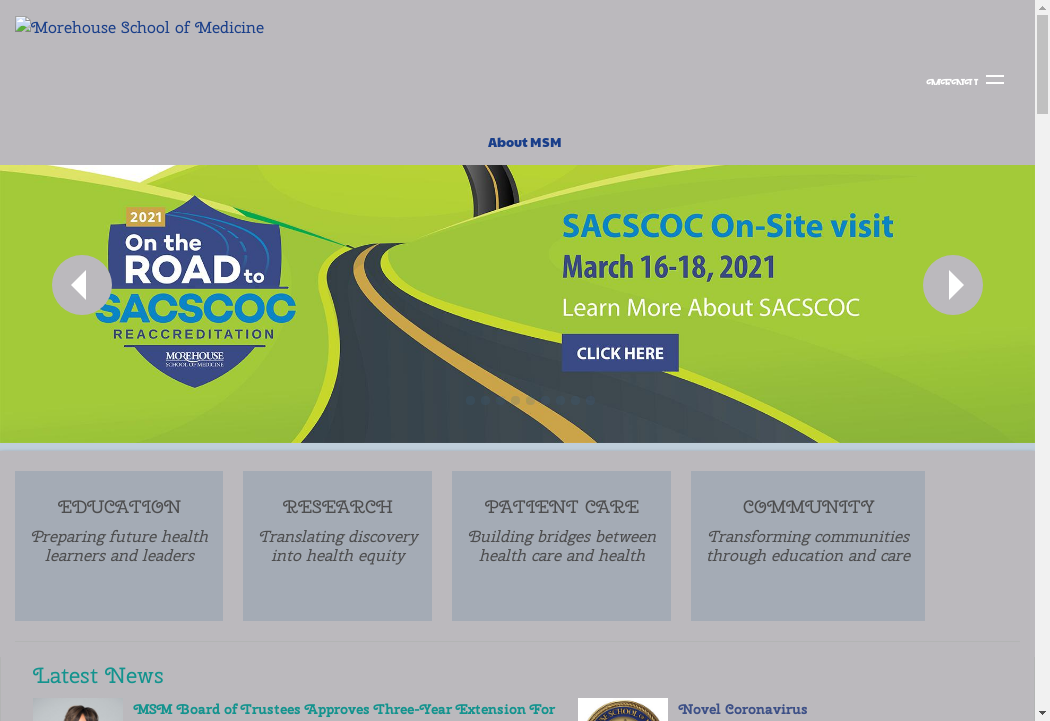 Morehouse School of Medicine
About MSM
2021
On the
ROAD to
SACSCOC
REACCREDITATION
MOREHOUSE
SCHOOL OF MEDICINE
SACSCOC On-Site visit
March 16-18, 2021
Learn More About SACSCOC
CLICK HERE
EDUCATION
Preparing future health
learners and leaders
RESEARCH
Translating discovery
into health equity
PATIENT CARE
Building bridges between
health care and health
COMMUNITY
Transforming communities
through education and care
Latest News
MSM Board of Trustees Approves Three-Year Extension For
Novel Coronavirus